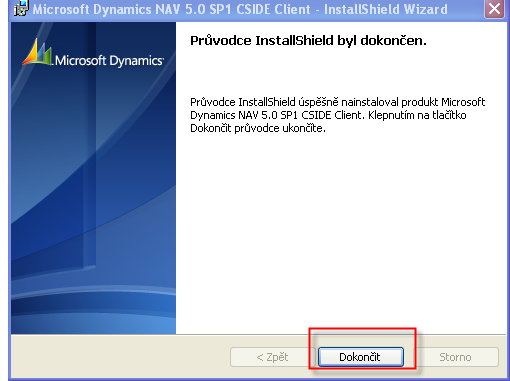 Microsoft Dynamics NAV 5.0 SP1 CSIDE Client - InstallShield Wizard
Microsoft Dynamics
Průvodce InstallShield byl dokončen.
Průvodce InstallShield úspěšně nainstaloval produkt Microsoft
Dynamics NAV 5.0 SP1 CSIDE Client. Klepnutím na tlačítko
Dokončit průvodce ukončíte.
< Zpět
Dokončit
Storno